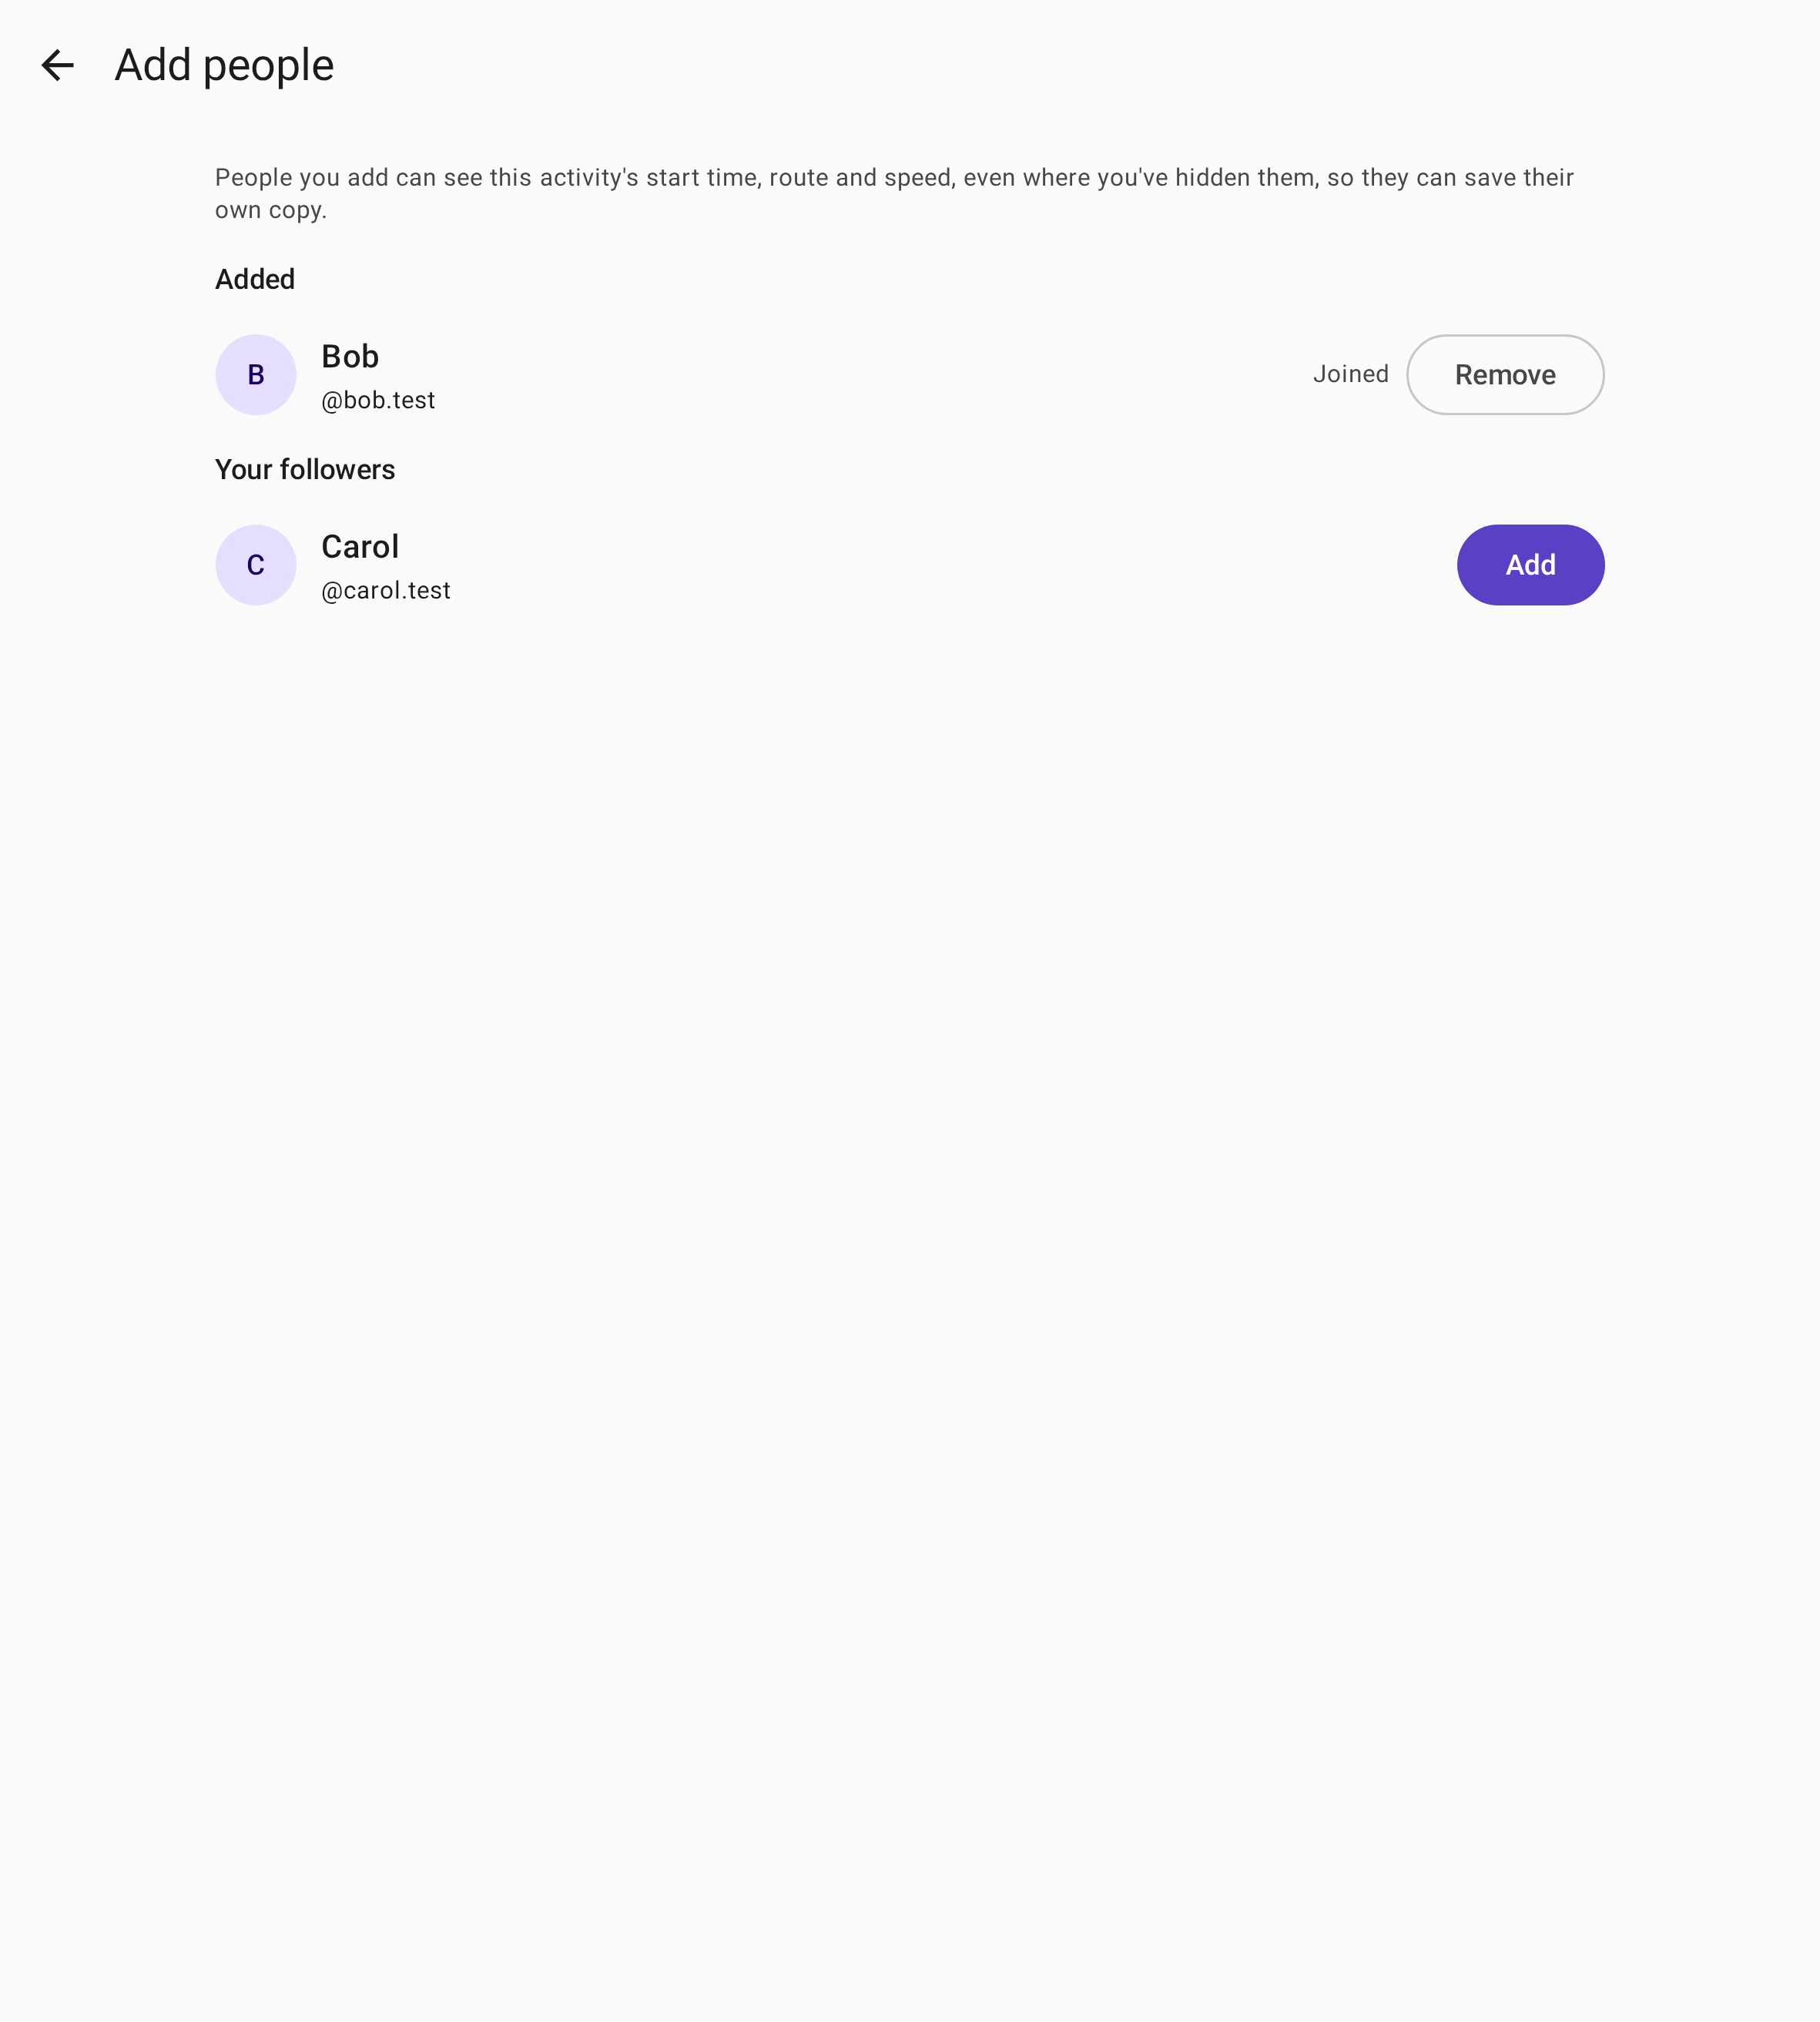 Add people
People you add can see this activity's start time, route and speed, even where you've hidden them, so they can save their
own copy.
Added
B
Bob
@bob.test
Joined
Remove
Your followers
C
Carol
@carol.test
Add